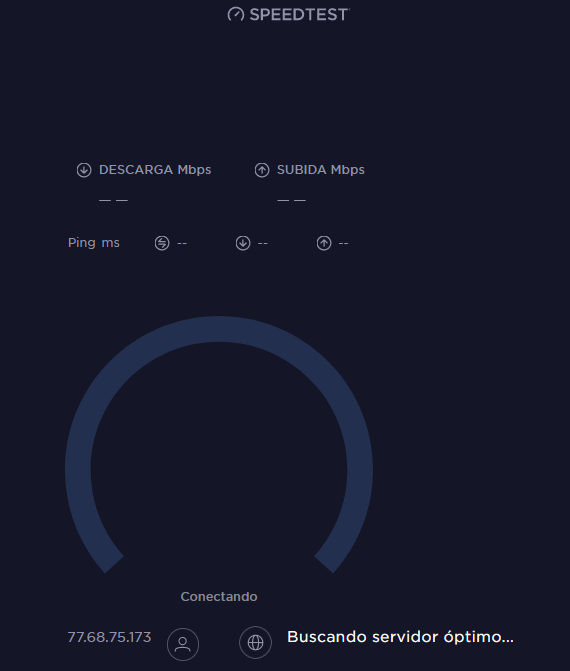 SPEEDTEST
DESCARGA Mbps SUBIDA Mbps
— — — —
Ping ms -- -- --
Conectando
77.68.75.173 Buscando servidor óptimo...